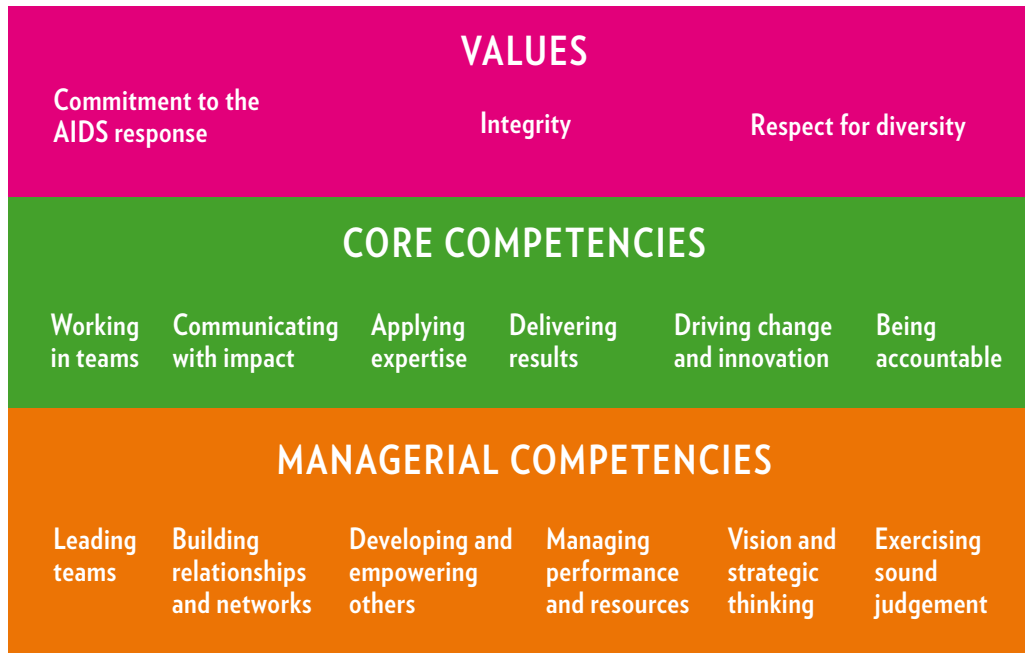 VALUES
Commitment to the
AIDS response
Integrity
Respect for diversity
CORE COMPETENCIES
Working
in teams
Communicating
with impact
Applying
expertise
Delivering
results
Driving change
and innovation
Being
accountable
MANAGERIAL COMPETENCIES
Leading
teams
Building
relationships
and networks
Developing and
empowering
others
Managing
performance
and resources
Vision and
strategic
thinking
Exercising
sound
judgement